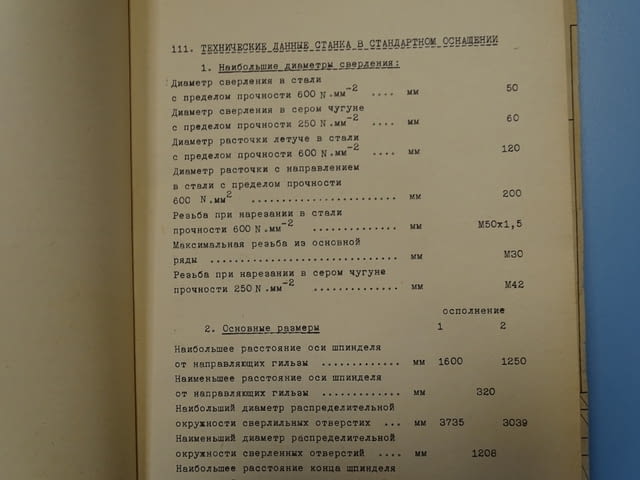 111. ТЕХНИЧЕСКИЕ ДАННЫЕ СТАНКА В СТАНДАРТНОМ ОСНАЩЕНИИ
1. Наибольшие диаметры сверления:
Диаметр сверления в стали
с пределом прочности 600 N.мм-2 .... мм 50
Диаметр сверления в сером чугуне
с пределом прочности 250 N.мм-2 .... мм 60
Диаметр расточки летуче в стали
с пределом прочности 600 N.мм-2 .... мм 120
Диаметр расточки с направлением
в стали с пределом прочности
600 N.мм2 ....................... мм 200
Резьба при нарезании в стали
прочности 600 N.мм-2 ............. мм М50х1,5
Максимальная резьба из основной
ряды ............................. мм М30
Резьба при нарезании в сером чугуне
прочности 250 N.мм-2 ............. мм М42
осполнение
2. Основные размеры 1 2
Наибольшее расстояние оси шпинделя
от направляющих гильзы ............ мм 1600 1250
Наименьшее расстояние оси шпинделя
от направляющих гильзы ............ мм 320
Наибольший диаметр распределительной
окружности сверлильных отверстих ... мм 3735 3039
Наименьший диаметр распределительной
окружности сверленных отверстий .... мм 1208
Наибольшее расстояние конца шпинделя